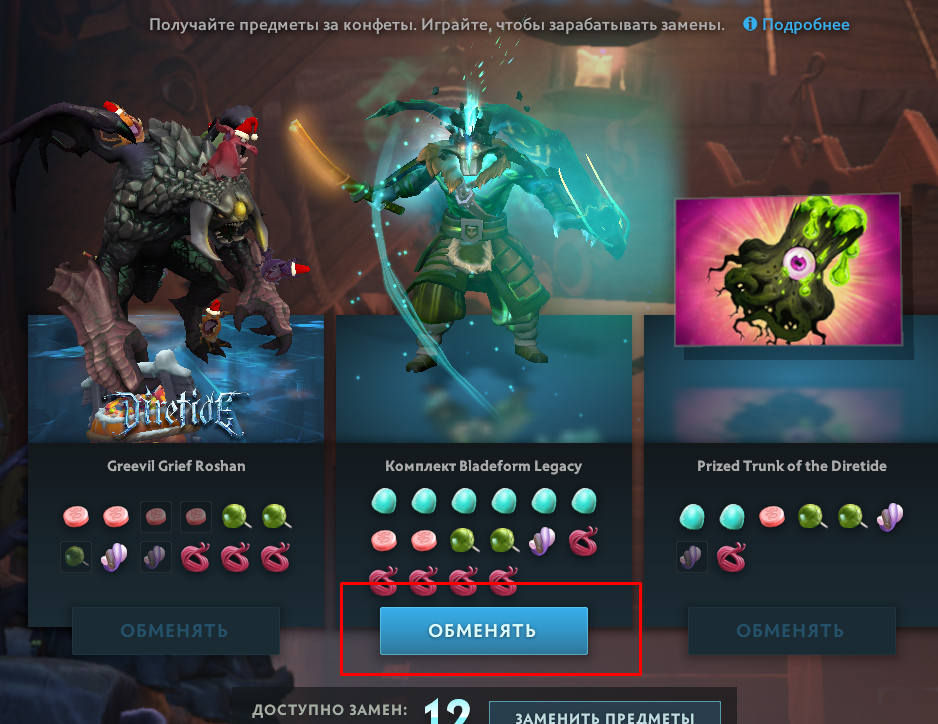 Получайте предметы за конфеты. Играйте, чтобы зарабатывать замены. Подробнее
Diretide
Greevil Grief Roshan
Комплект Bladeform Legacy
Prized Trunk of the Diretide
ОБМЕНЯТЬ
ОБМЕНЯТЬ
ОБМЕНЯТЬ
ДОСТУПНО ЗАМЕН: 12
ЗАМЕНИТЬ ПРЕДМЕТЫ